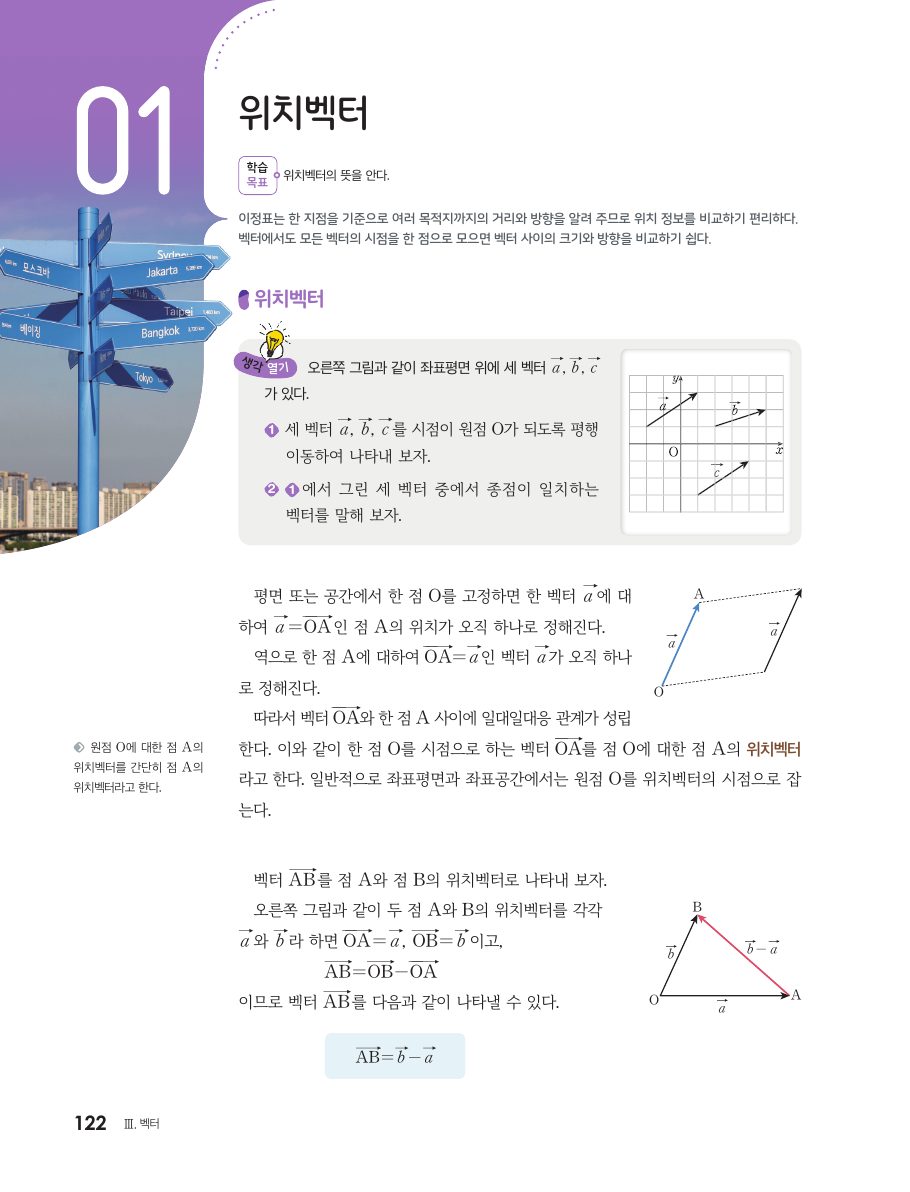 01
위치벡터
학습
목표
위치벡터의 뜻을 안다.
이정표는 한 지점을 기준으로 여러 목적지까지의 거리와 방향을 알려 주므로 위치 정보를 비교하기 편리하다.
벡터에서도 모든 벡터의 시점을 한 점으로 모으면 벡터 사이의 크기와 방향을 비교하기 쉽다.
모스크바
Sydney
Jakarta
Taipei
베이징
Bangkok
Tokyo
위치벡터
생각 열기 오른쪽 그림과 같이 좌표평면 위에 세 벡터 a⃗, b⃗, c⃗
가 있다.
1 세 벡터 a⃗, b⃗, c⃗를 시점이 원점 O가 되도록 평행
이동하여 나타내 보자.
2 1에서 그린 세 벡터 중에서 종점이 일치하는
벡터를 말해 보자.
y
a⃗
b⃗
O
x
c⃗
평면 또는 공간에서 한 점 O를 고정하면 한 벡터 a⃗에 대
하여 a⃗=OA⃗인 점 A의 위치가 오직 하나로 정해진다.
역으로 한 점 A에 대하여 OA⃗=a⃗인 벡터 a⃗가 오직 하나
로 정해진다.
따라서 벡터 OA⃗와 한 점 A 사이에 일대일대응 관계가 성립
한다. 이와 같이 한 점 O를 시점으로 하는 벡터 OA⃗를 점 O에 대한 점 A의 위치벡터
라고 한다. 일반적으로 좌표평면과 좌표공간에서는 원점 O를 위치벡터의 시점으로 잡
는다.
A
a⃗
a⃗
O
원점 O에 대한 점 A의
위치벡터를 간단히 점 A의
위치벡터라고 한다.
벡터 AB⃗를 점 A와 점 B의 위치벡터로 나타내 보자.
오른쪽 그림과 같이 두 점 A와 B의 위치벡터를 각각
a⃗와 b⃗라 하면 OA⃗=a⃗, OB⃗=b⃗이고,
AB⃗=OB⃗-OA⃗
이므로 벡터 AB⃗를 다음과 같이 나타낼 수 있다.
AB⃗=b⃗-a⃗
B
b⃗
b⃗-a⃗
O
a⃗
A
122 Ⅲ. 벡터